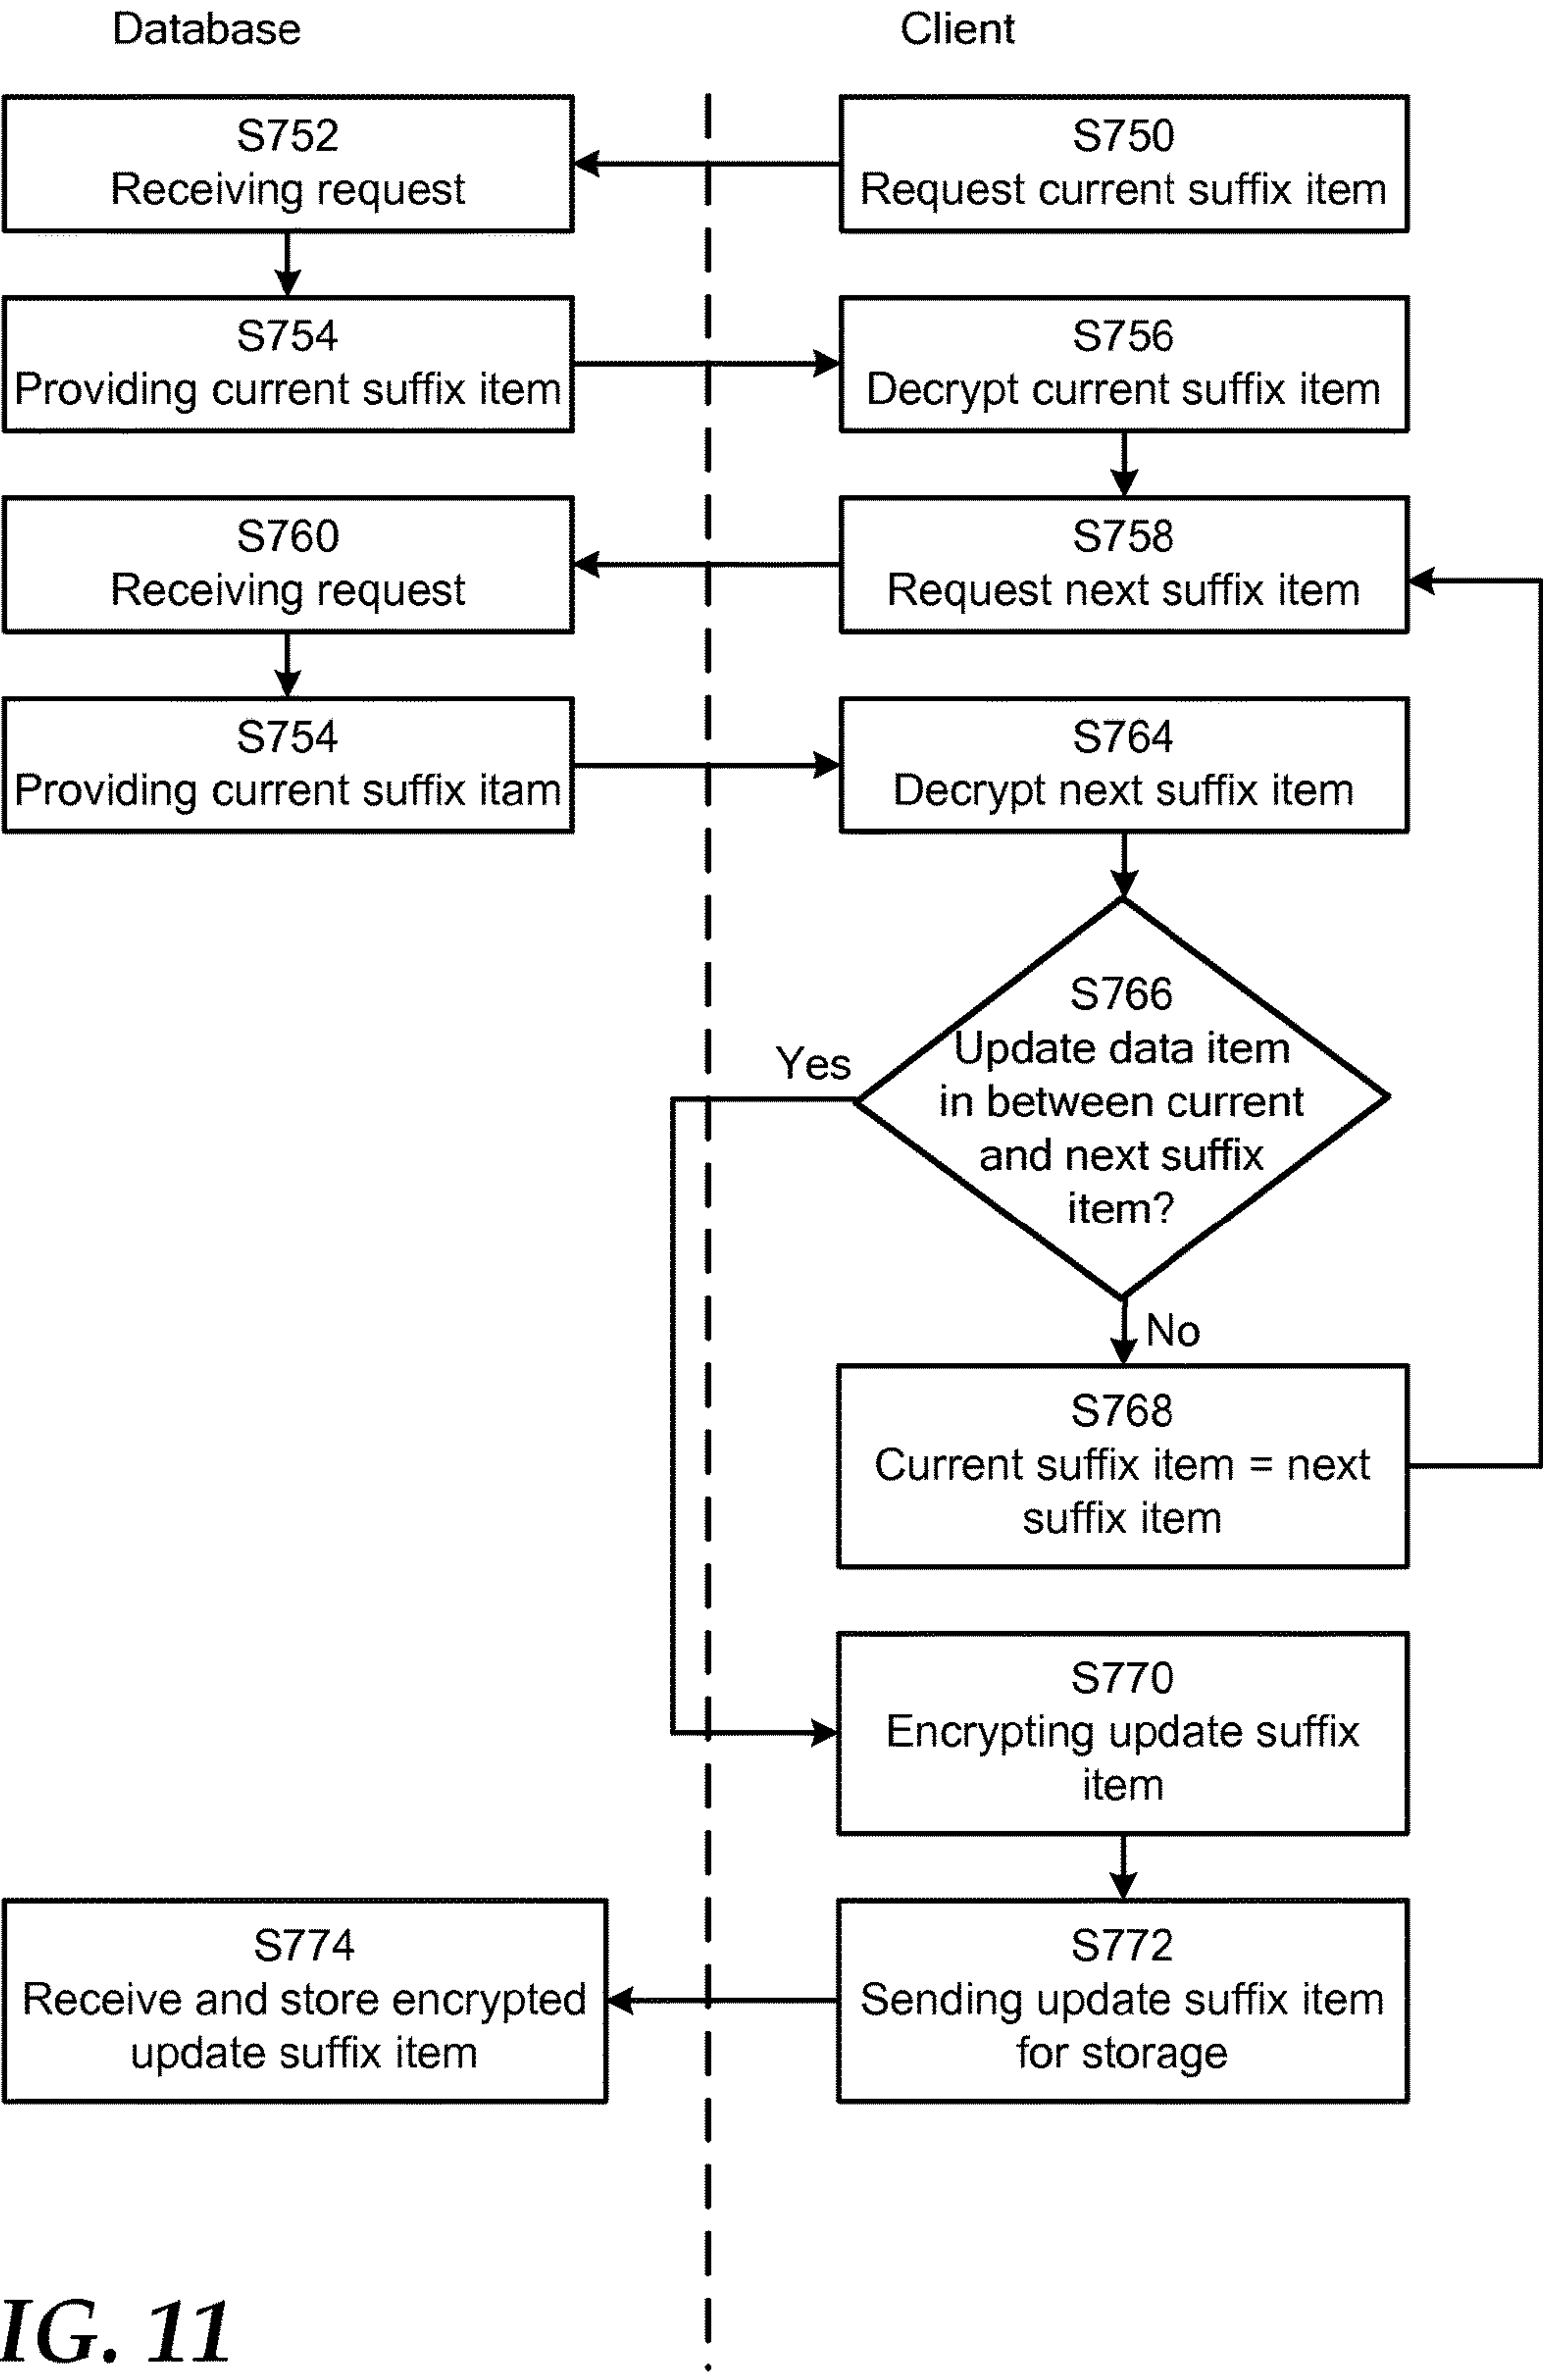 Database
Client
S752
Receiving request
S750
Request current suffix item
S754
Providing current suffix item
S756
Decrypt current suffix item
S760
Receiving request
S758
Request next suffix item
S754
Providing current suffix itam
S764
Decrypt next suffix item
S766
Update data item
in between current
and next suffix
item?
Yes
No
S768
Current suffix item = next
suffix item
S770
Encrypting update suffix
item
S774
Receive and store encrypted
update suffix item
S772
Sending update suffix item
for storage
IG. 11